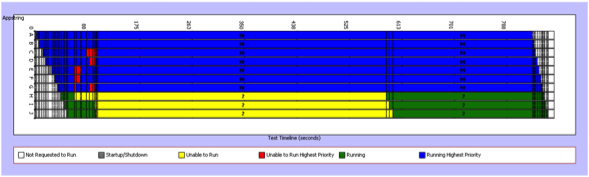 Appstring
0 88 175 263 350 438 525 613 701 788
A
B
C
D
E
F
G
H
I
J
Test Timeline (seconds)
Not Requested to Run Startup/Shutdown Unable to Run Unable to Run Highest Priority Running Running Highest Priority